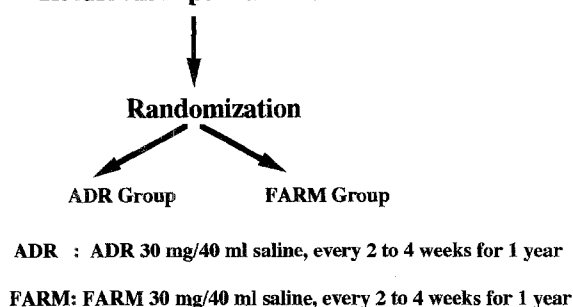 Randomization
ADR Group FARM Group
ADR : ADR 30 mg/40 ml saline, every 2 to 4 weeks for 1 year
FARM: FARM 30 mg/40 ml saline, every 2 to 4 weeks for 1 year